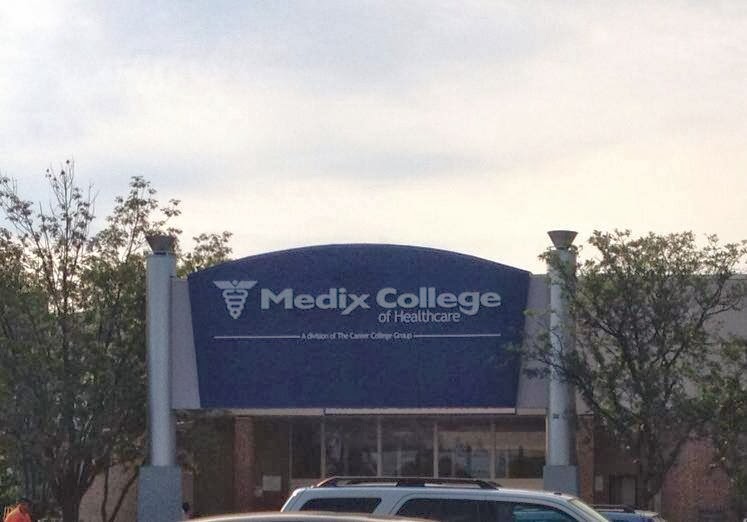 Medix College
of Healthcare
A division of The Career College Group